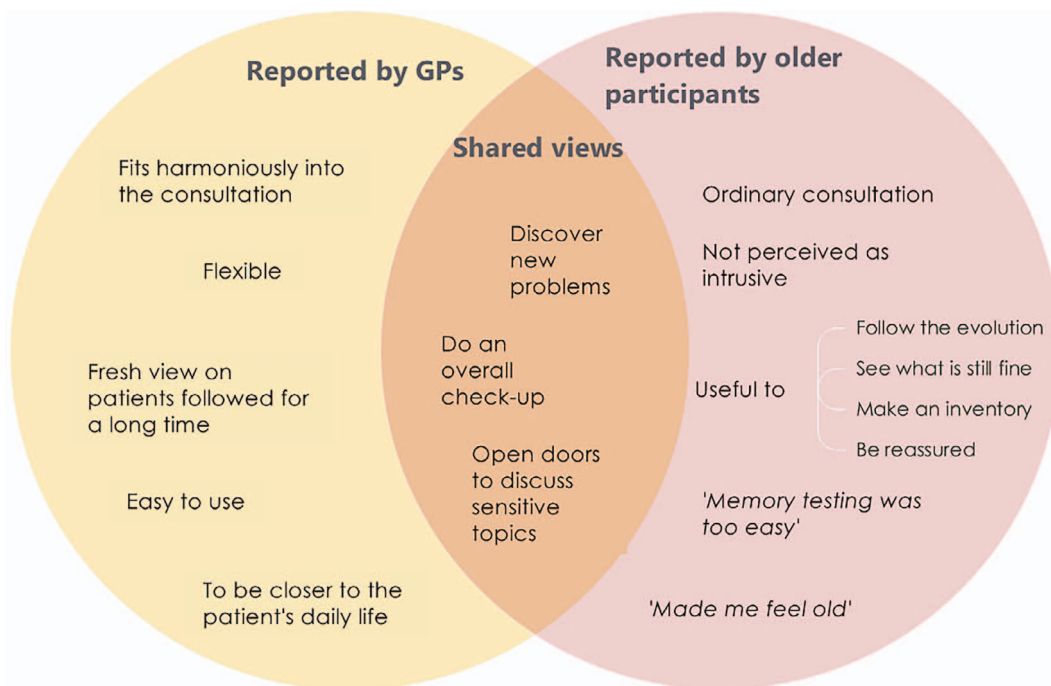 Reported by GPs
Fits harmoniously into
the consultation
Flexible
Fresh view on
patients followed for
a long time
Easy to use
To be closer to the
patient's daily life
Shared views
Discover
new
problems
Do an
overall
check-up
Open doors
to discuss
sensitive
topics
Reported by older
participants
Ordinary consultation
Not perceived as
intrusive
Useful to
Follow the evolution
See what is still fine
Make an inventory
Be reassured
'Memory testing was
too easy'
'Made me feel old'